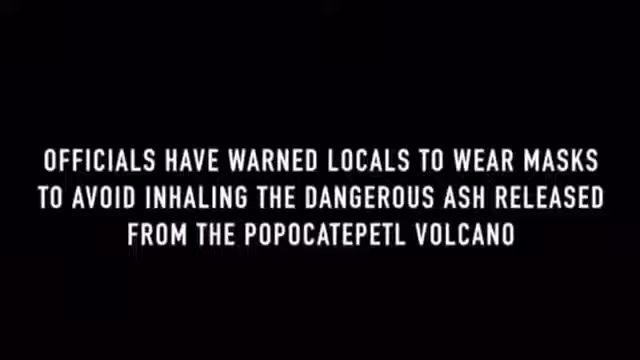 OFFICIALS HAVE WARNED LOCALS TO WEAR MASKS
TO AVOID INHALING THE DANGEROUS ASH RELEASED
FROM THE POPOCATEPETL VOLCANO